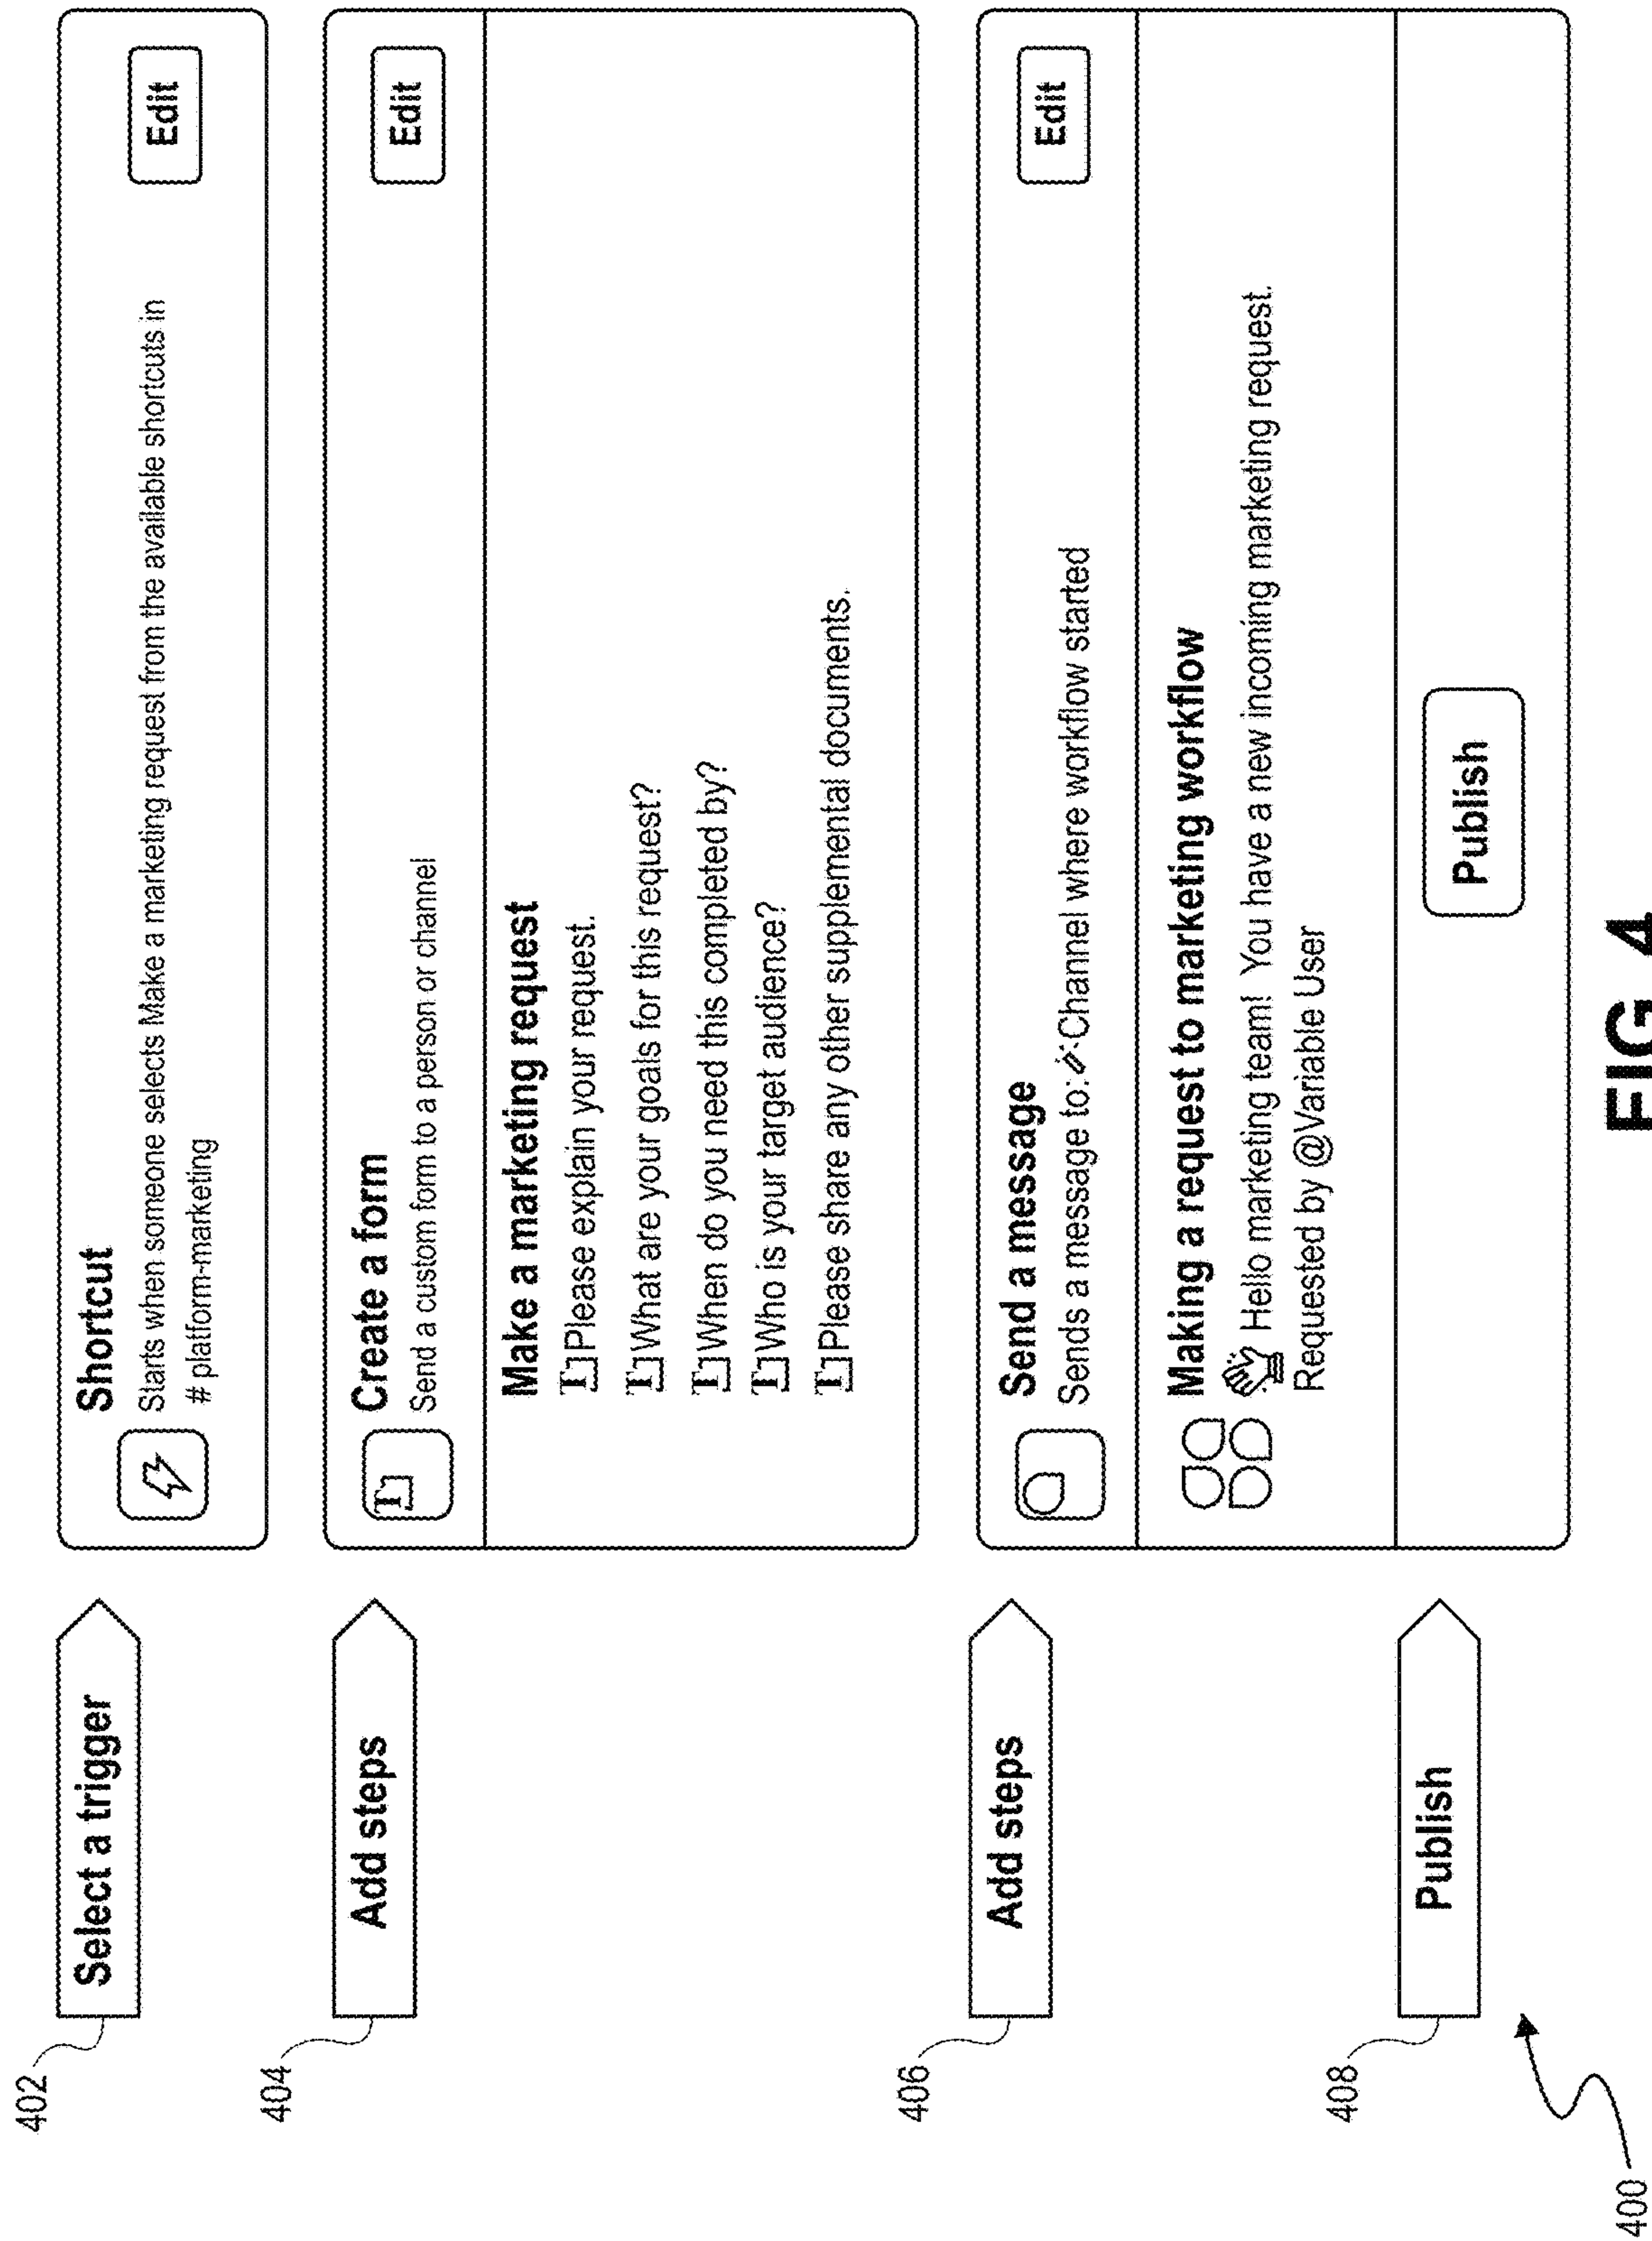 402
Select a trigger
Shortcut
Starts when someone selects Make a marketing request from the available shortcuts in
# platform-marketing
Edit
404
Add steps
Create a form
Send a custom form to a person or channel
Edit
Make a marketing request
Please explain your request.
What are your goals for this request?
When do you need this completed by?
Who is your target audience?
Please share any other supplemental documents.
406
Add steps
Send a message
Sends a message to: Channel where workflow started
Edit
Making a request to marketing workflow
Hello marketing team! You have a new incoming marketing request.
Requested by @Variable User
408
Publish
Publish
400
FIG. 4